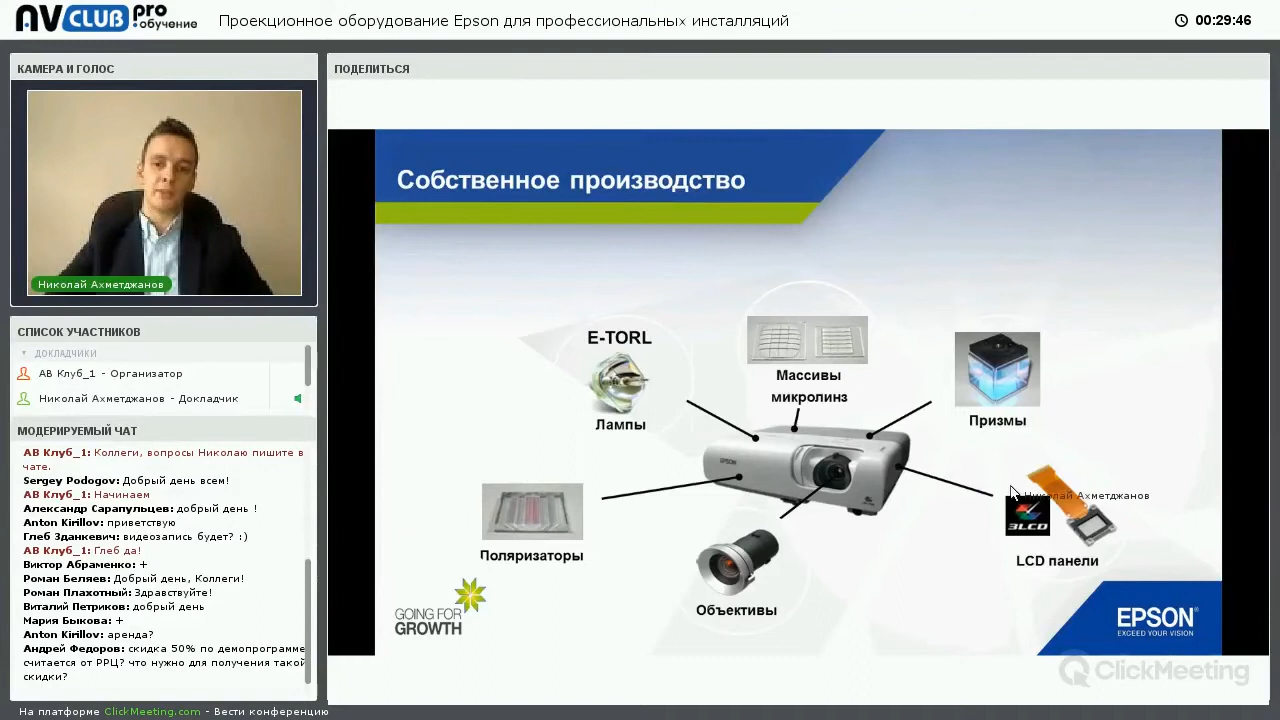 AV CLUB pro обучение
Проекционное оборудование Epson для профессиональных инсталляций
00:29:46
КАМЕРА И ГОЛОС
Николай Ахметджанов
СПИСОК УЧАСТНИКОВ
ДОКЛАДЧИКИ
АВ Клуб_1 - Организатор
Николай Ахметджанов - Докладчик
МОДЕРИРУЕМЫЙ ЧАТ
АВ Клуб_1: Коллеги, вопросы Николаю пишите в
чате.
Sergey Podogov: Добрый день всем!
АВ Клуб_1: Начинаем
Александр Сарапульцев: добрый день !
Anton Kirillov: приветствую
Глеб Зданкевич: видеозапись будет? :)
АВ Клуб_1: Глеб да!
Виктор Абраменко: +
Роман Беляев: Добрый день, Коллеги!
Роман Плахотный: Здравствуйте!
Виталий Петриков: добрый день
Мария Быкова: +
Anton Kirillov: аренда?
Андрей Федоров: скидка 50% по демопрограмме
считается от РРЦ? что нужно для получения такой
скидки?
На платформе ClickMeeting.com - Вести конференцию
ПОДЕЛИТЬСЯ
Собственное производство
E-TORL
Лампы
Массивы
микролинз
Призмы
EPSON
Николай Ахметджанов
3LCD
LCD панели
Поляризаторы
Объективы
GOING FOR
GROWTH
EPSON®
EXCEED YOUR VISION
ClickMeeting